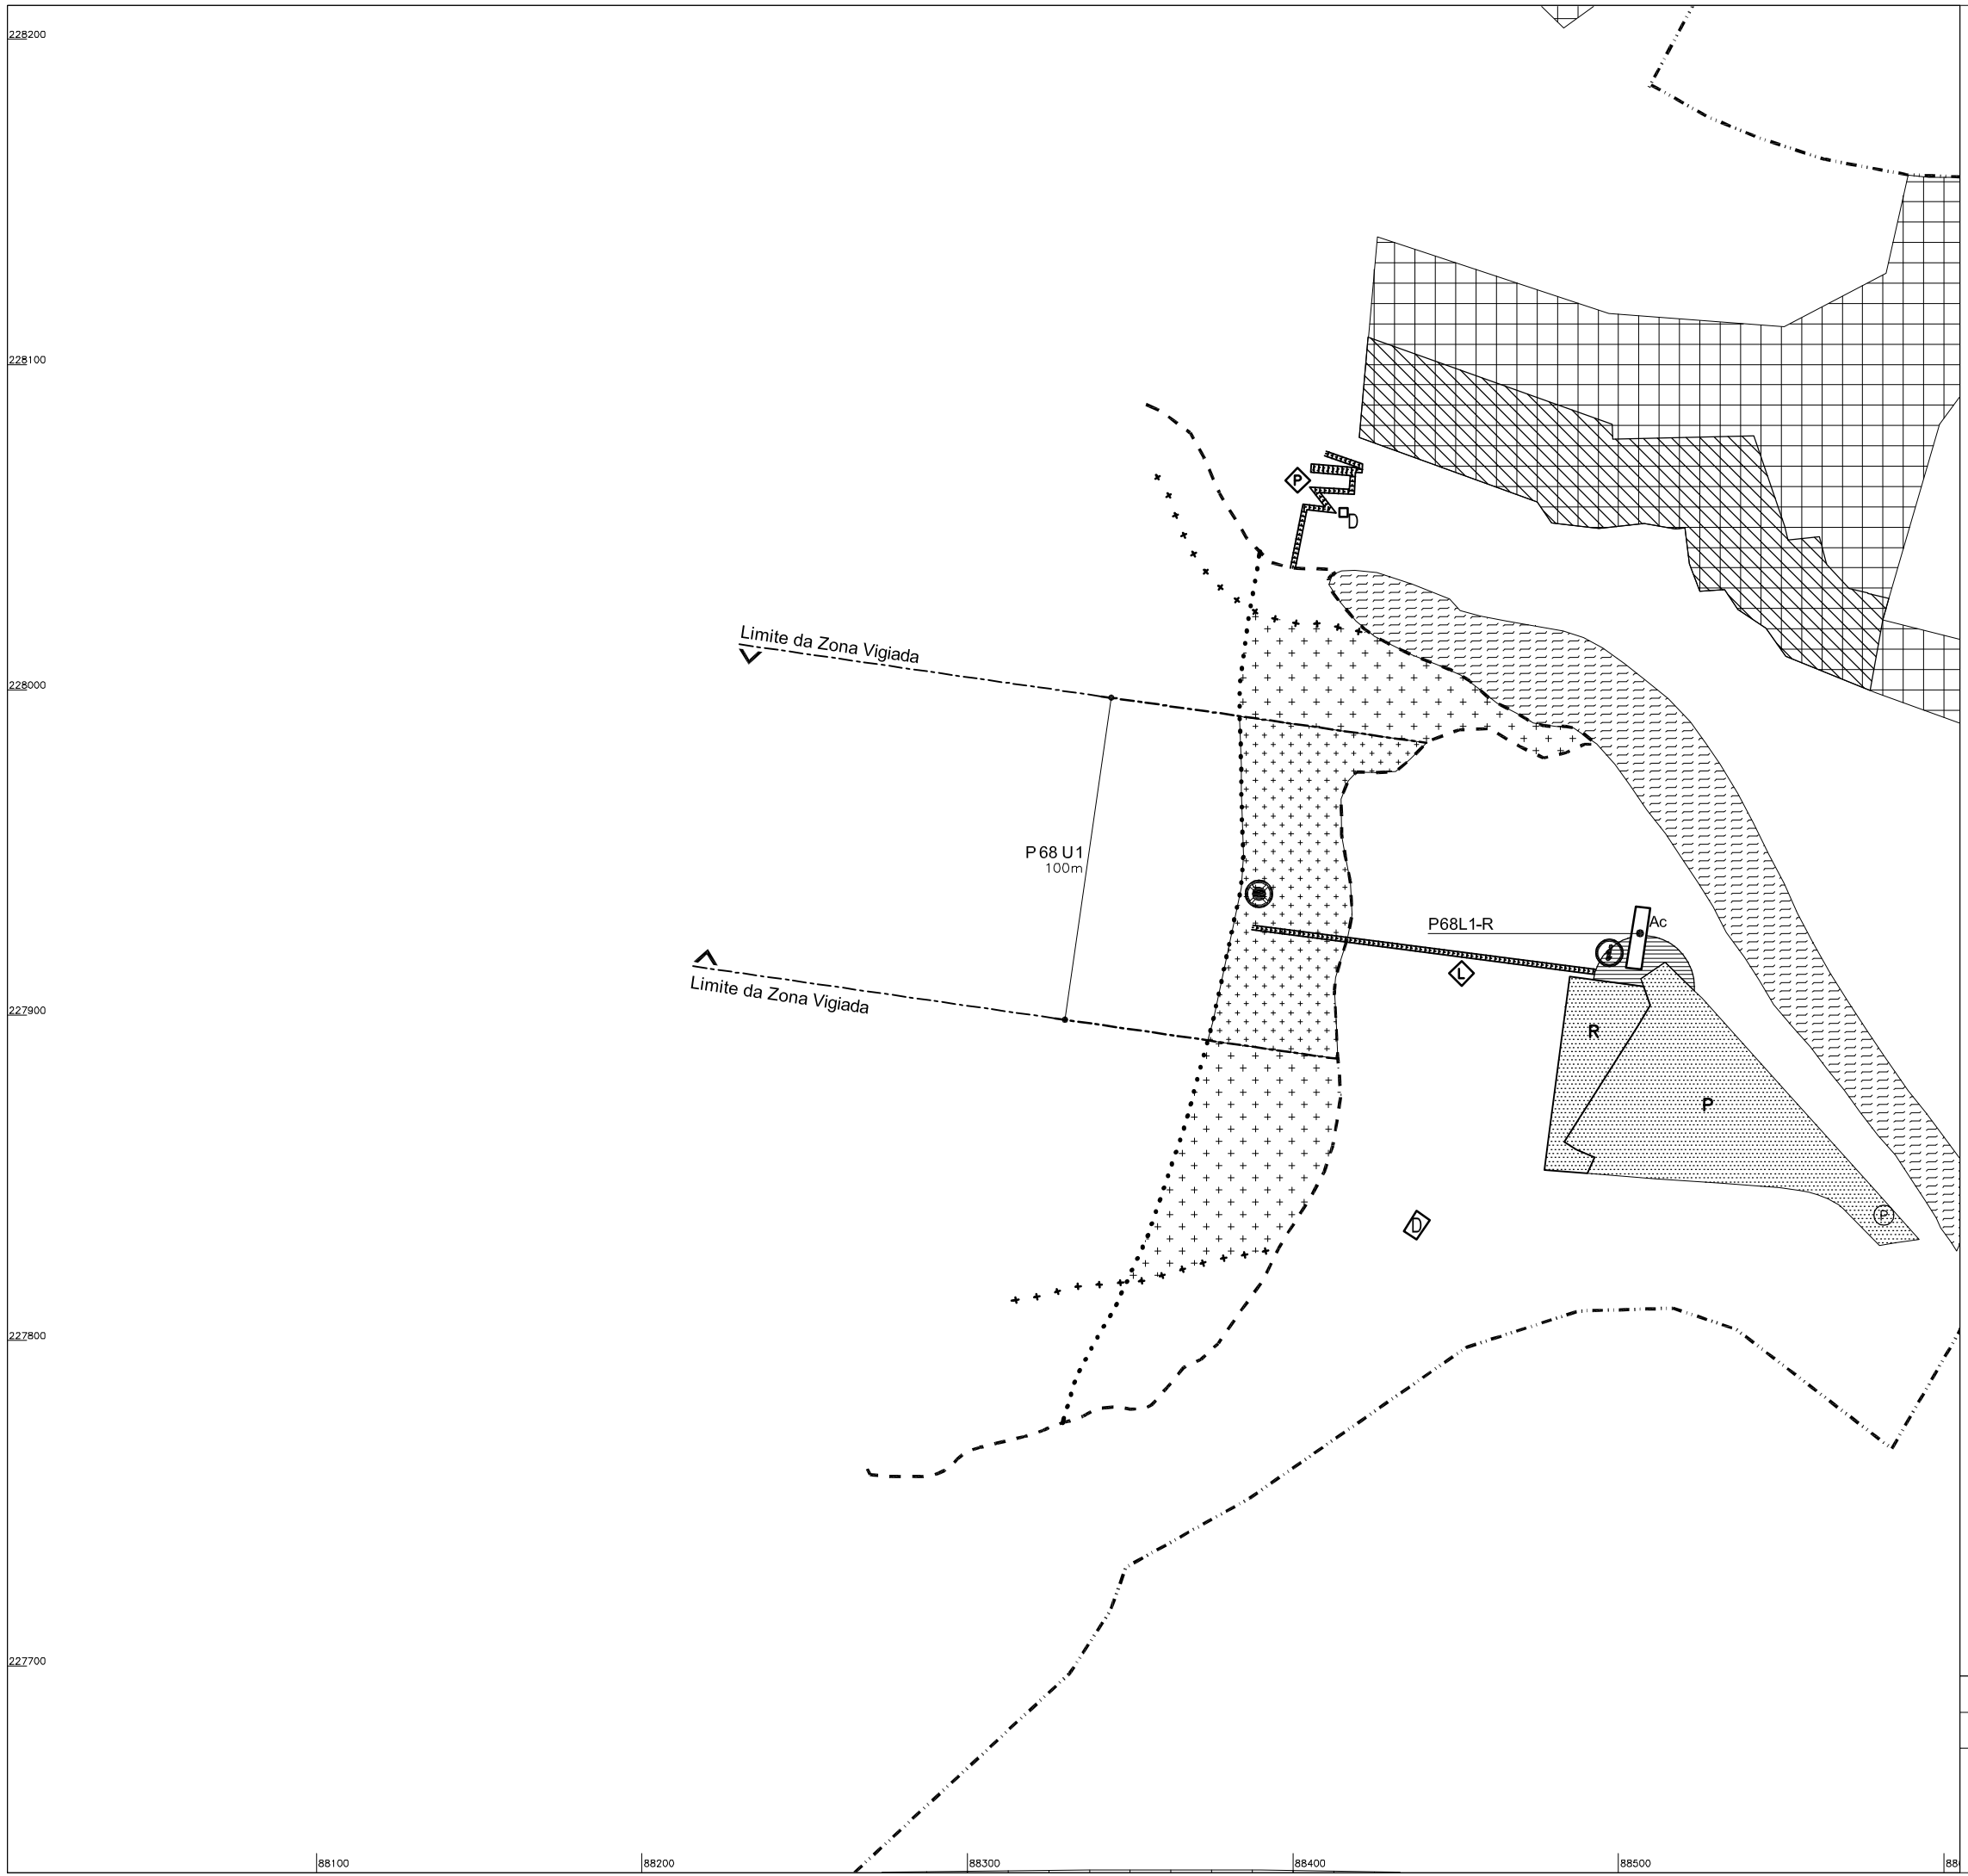 228200
228100
P
D
Limite da Zona Vigiada
228000
P 68 U1
100m
P68L1-R
Ac
L
Limite da Zona Vigiada
227900
R
P
P
D
227800
227700
88100
88200
88300
88400
88500